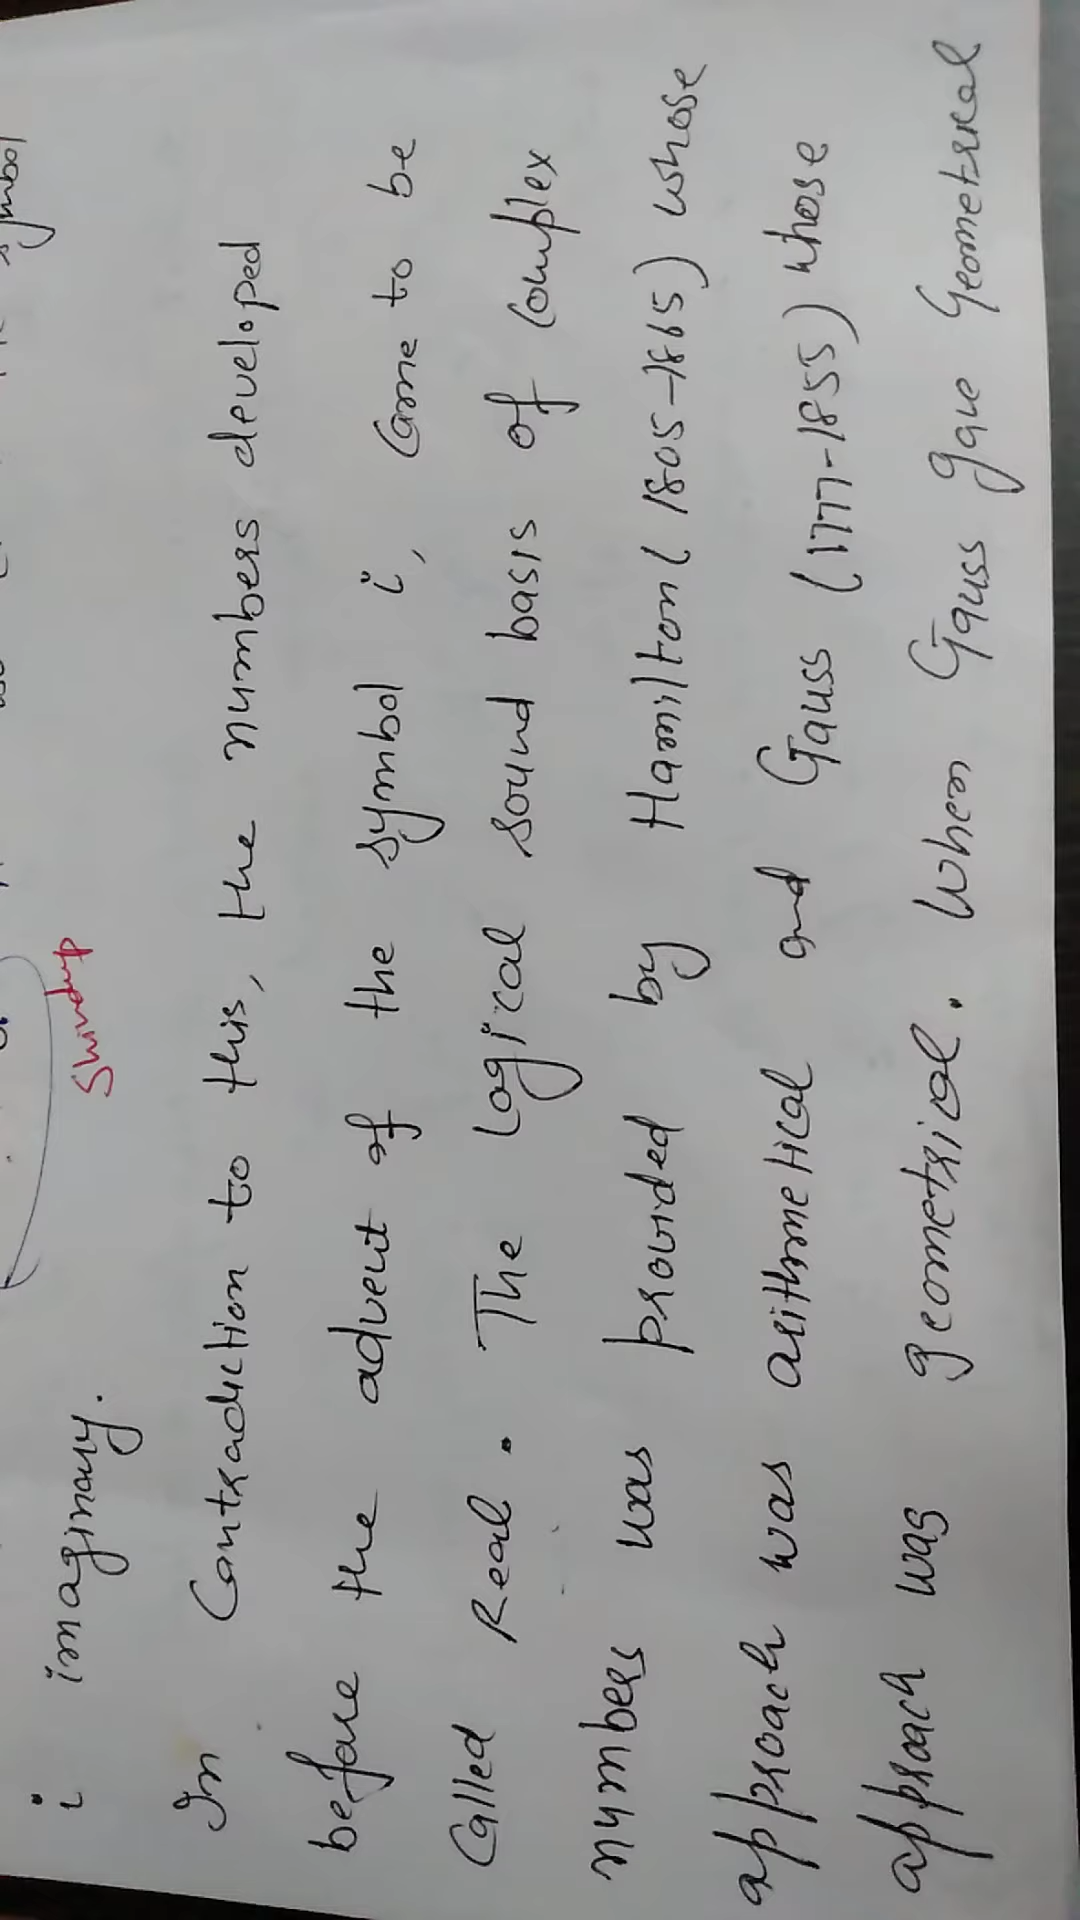 symbol
i imaginary.
Shindup
In Contradiction to this, the numbers developed
before the advent of the symbol i, Came to be
Called Real. The Logical sound basis of Complex
numbers was provided by Hamilton (1805-1865) whose
approach was arithmetical and Gauss (1777-1855) whose
approach was geometrical. When Gauss gave Geometrical